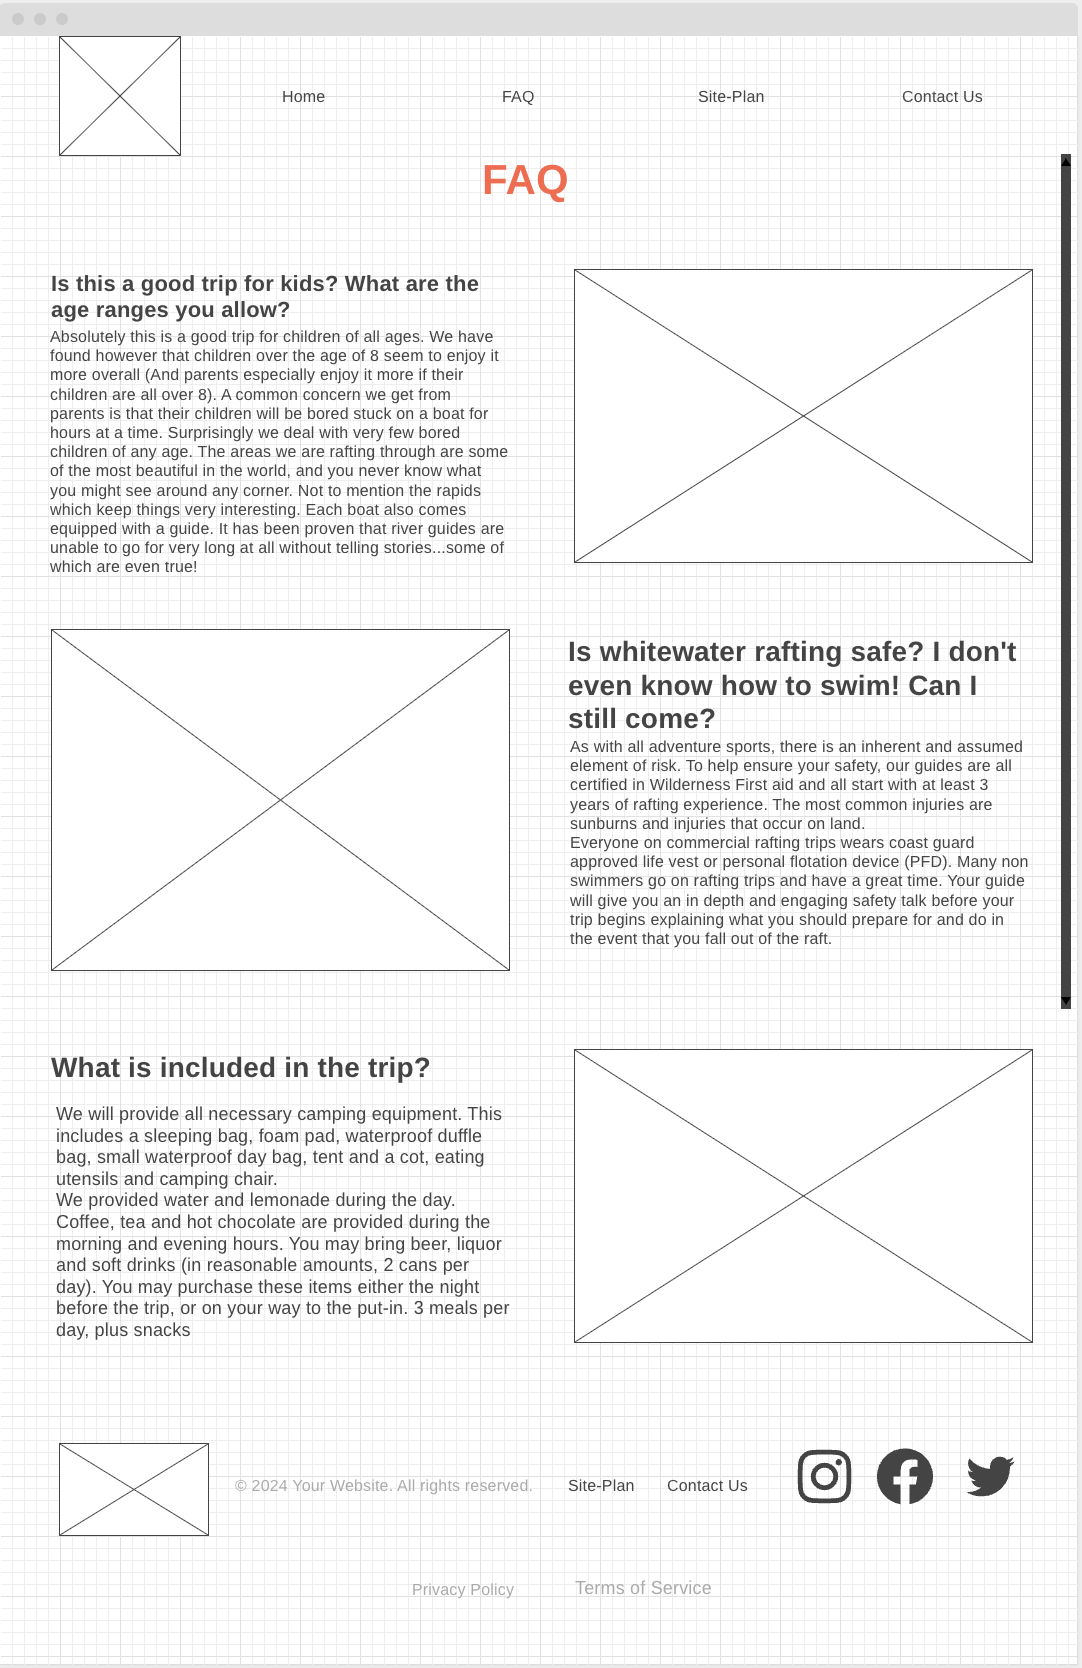 Home FAQ Site-Plan Contact Us
FAQ
Is this a good trip for kids? What are the
age ranges you allow?
Absolutely this is a good trip for children of all ages. We have
found however that children over the age of 8 seem to enjoy it
more overall (And parents especially enjoy it more if their
children are all over 8). A common concern we get from
parents is that their children will be bored stuck on a boat for
hours at a time. Surprisingly we deal with very few bored
children of any age. The areas we are rafting through are some
of the most beautiful in the world, and you never know what
you might see around any corner. Not to mention the rapids
which keep things very interesting. Each boat also comes
equipped with a guide. It has been proven that river guides are
unable to go for very long at all without telling stories...some of
which are even true!
Is whitewater rafting safe? I don't
even know how to swim! Can I
still come?
As with all adventure sports, there is an inherent and assumed
element of risk. To help ensure your safety, our guides are all
certified in Wilderness First aid and all start with at least 3
years of rafting experience. The most common injuries are
sunburns and injuries that occur on land.
Everyone on commercial rafting trips wears coast guard
approved life vest or personal flotation device (PFD). Many non
swimmers go on rafting trips and have a great time. Your guide
will give you an in depth and engaging safety talk before your
trip begins explaining what you should prepare for and do in
the event that you fall out of the raft.
What is included in the trip?
We will provide all necessary camping equipment. This
includes a sleeping bag, foam pad, waterproof duffle
bag, small waterproof day bag, tent and a cot, eating
utensils and camping chair.
We provided water and lemonade during the day.
Coffee, tea and hot chocolate are provided during the
morning and evening hours. You may bring beer, liquor
and soft drinks (in reasonable amounts, 2 cans per
day). You may purchase these items either the night
before the trip, or on your way to the put-in. 3 meals per
day, plus snacks
© 2024 Your Website. All rights reserved. Site-Plan Contact Us
Privacy Policy Terms of Service